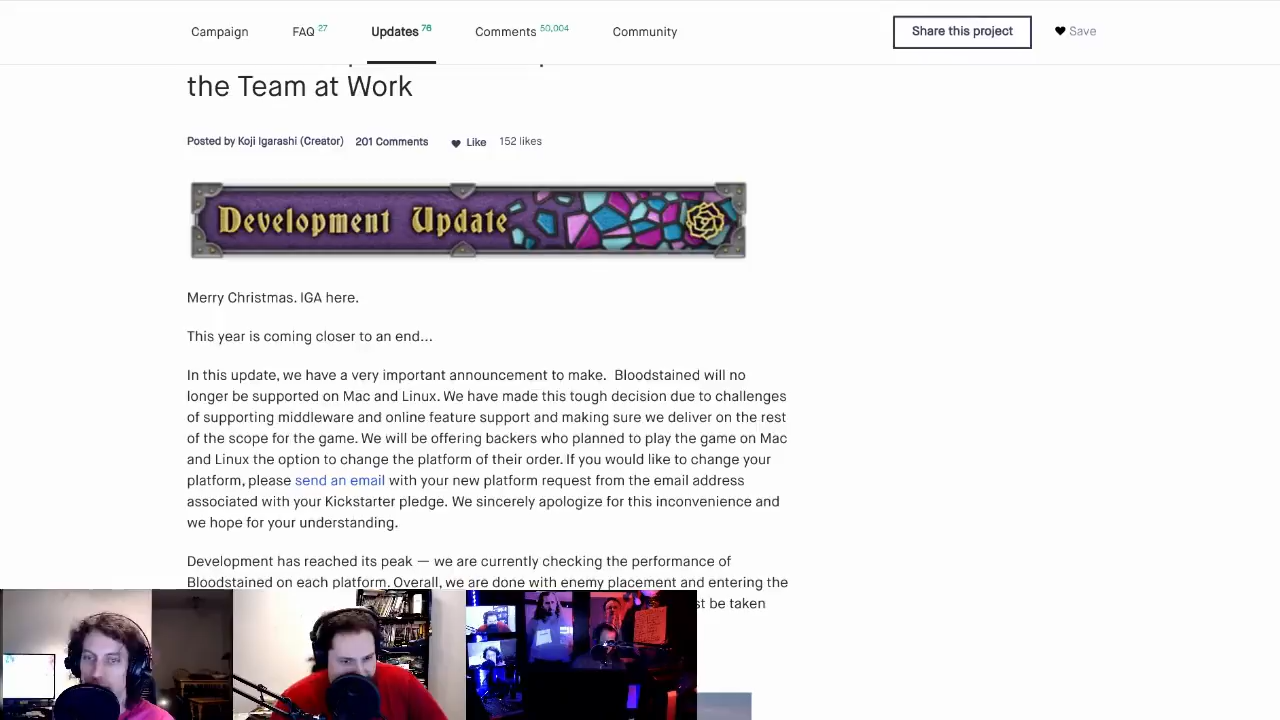 Campaign FAQ 27 Updates 76 Comments 50,004 Community Share this project Save
the Team at Work
Posted by Koji Igarashi (Creator) 201 Comments Like 152 likes
Development Update
Merry Christmas. IGA here.
This year is coming closer to an end...
In this update, we have a very important announcement to make. Bloodstained will no
longer be supported on Mac and Linux. We have made this tough decision due to challenges
of supporting middleware and online feature support and making sure we deliver on the rest
of the scope for the game. We will be offering backers who planned to play the game on Mac
and Linux the option to change the platform of their order. If you would like to change your
platform, please send an email with your new platform request from the email address
associated with your Kickstarter pledge. We sincerely apologize for this inconvenience and
we hope for your understanding.
Development has reached its peak — we are currently checking the performance of
Bloodstained on each platform. Overall, we are done with enemy placement and entering the
be taken